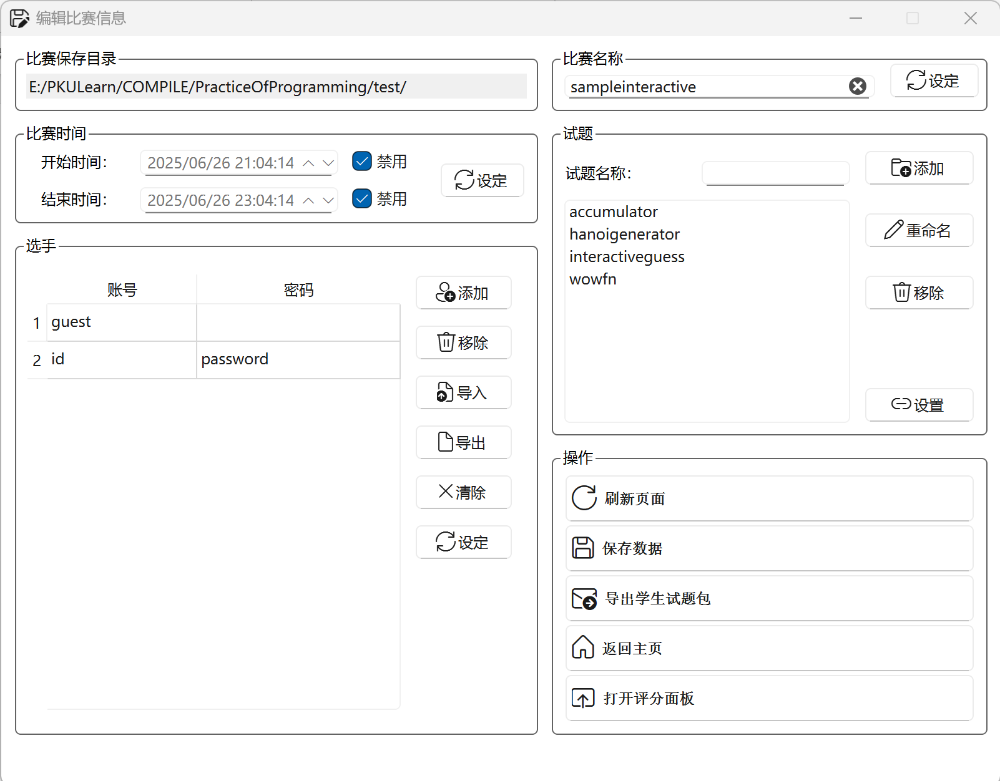 编辑比赛信息
比赛保存目录
E:/PKULearn/COMPILE/PracticeOfProgramming/test/
比赛时间
开始时间：
2025/06/26 21:04:14
禁用
结束时间：
2025/06/26 23:04:14
禁用
设定
选手
账号 密码
1 guest
2 id password
添加
移除
导入
导出
清除
设定
比赛名称
sampleinteractive
设定
试题
试题名称：
添加
accumulator
hanoigenerator
interactiveguess
wowfn
重命名
移除
设置
操作
刷新页面
保存数据
导出学生试题包
返回主页
打开评分面板